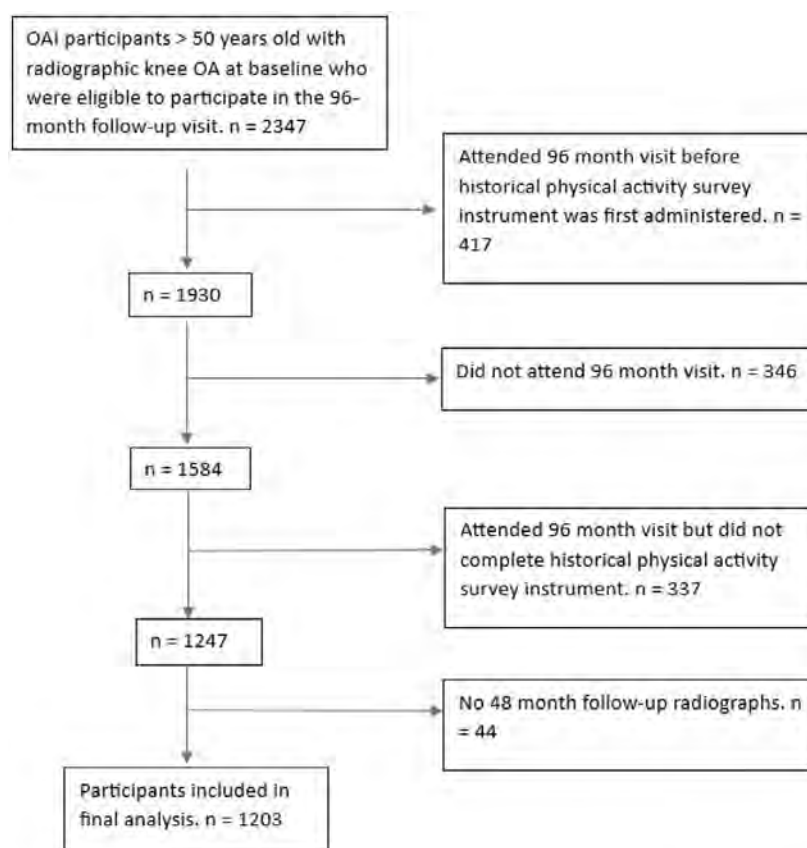 OAI participants > 50 years old with
radiographic knee OA at baseline who
were eligible to participate in the 96-
month follow-up visit. n = 2347
Attended 96 month visit before
historical physical activity survey
instrument was first administered. n =
417
n = 1930
Did not attend 96 month visit. n = 346
n = 1584
Attended 96 month visit but did not
complete historical physical activity
survey instrument. n = 337
n = 1247
No 48 month follow-up radiographs. n
= 44
Participants included in
final analysis. n = 1203